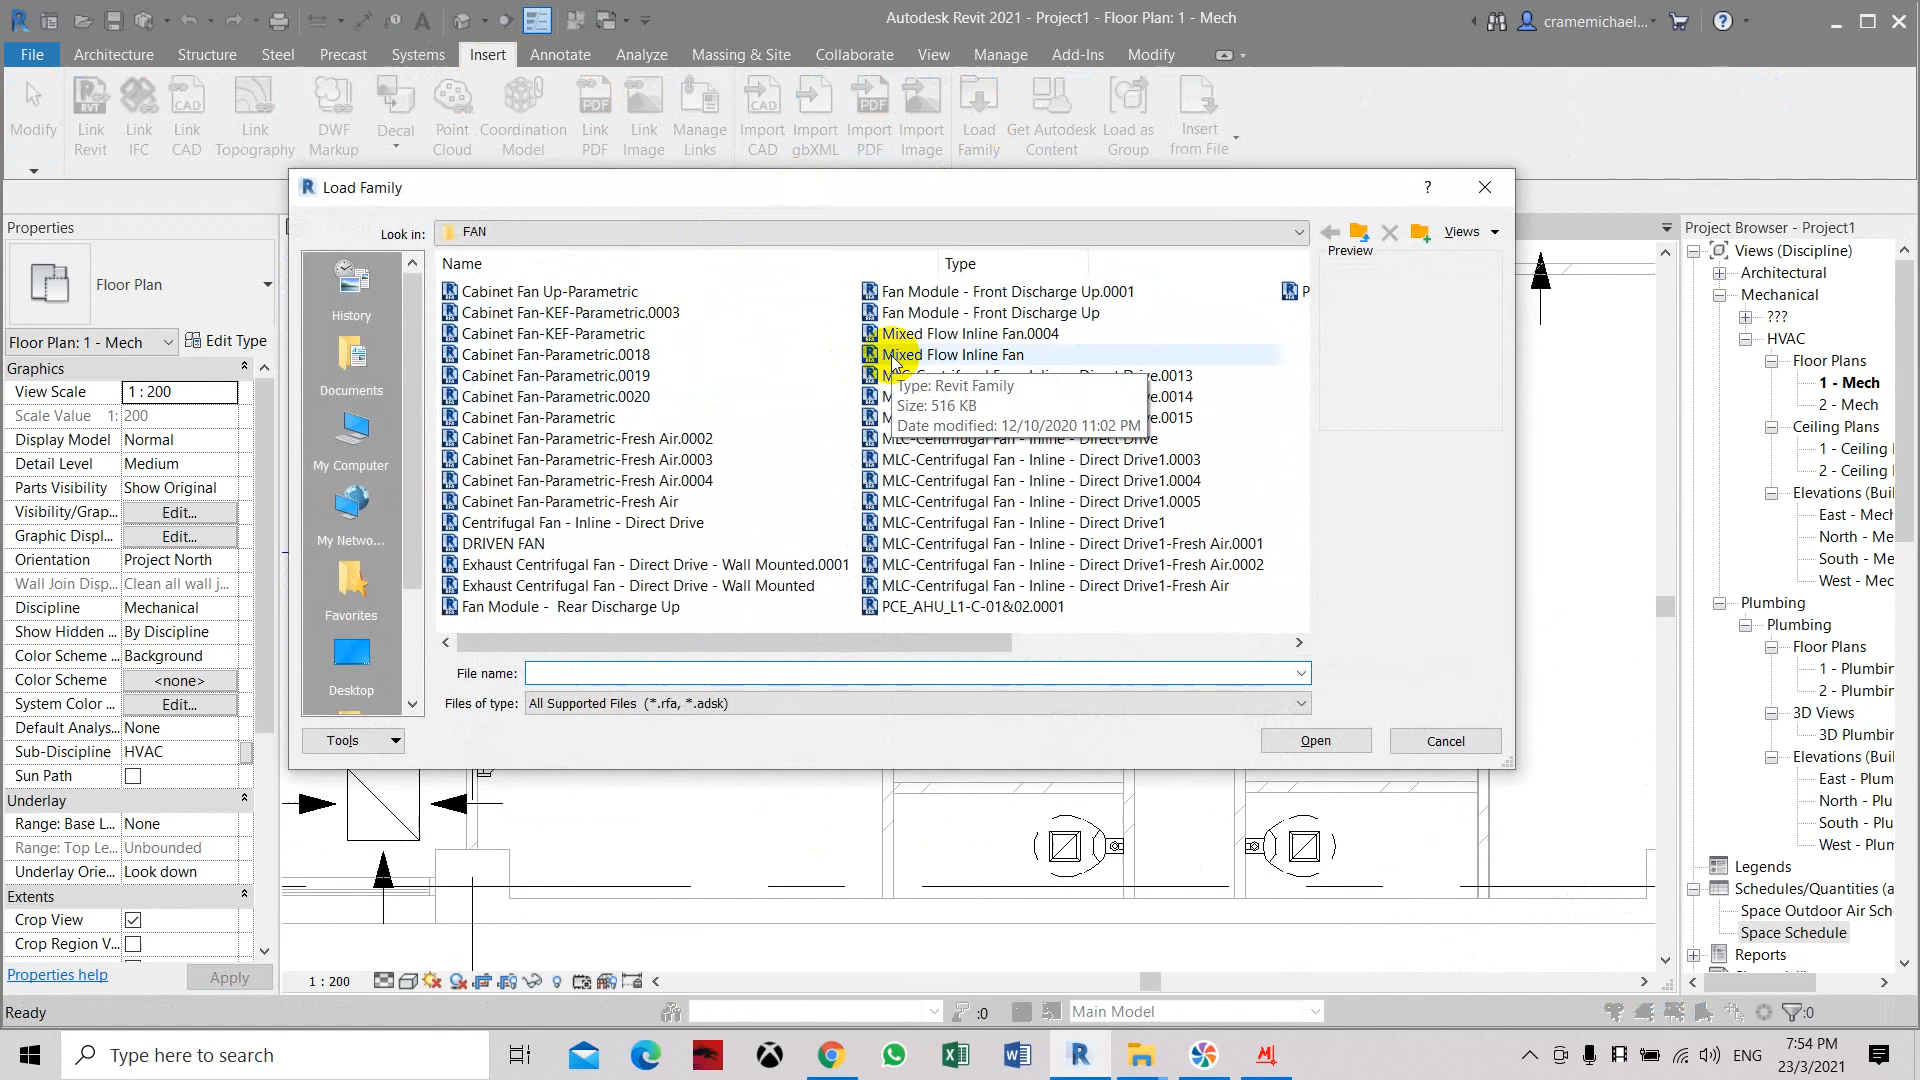 Autodesk Revit 2021 - Project1 - Floor Plan: 1 - Mech
cramemichael...
File Architecture Structure Steel Precast Systems Insert Annotate Analyze Massing & Site Collaborate View Manage Add-Ins Modify
Modify
Link Revit
Link IFC
Link CAD
Link Topography
DWF Markup
Decal
Point Cloud
Coordination Model
Link PDF
Link Image
Manage Links
Import CAD
Import gbXML
Import PDF
Import Image
Load Family
Get Autodesk Content
Load as Group
Insert from File
Properties
Floor Plan
Floor Plan: 1 - Mech
Edit Type
Graphics
View Scale 1 : 200
Scale Value 1: 200
Display Model Normal
Detail Level Medium
Parts Visibility Show Original
Visibility/Grap... Edit...
Graphic Displ... Edit...
Orientation Project North
Wall Join Disp... Clean all wall j...
Discipline Mechanical
Show Hidden ... By Discipline
Color Scheme ... Background
Color Scheme <none>
System Color ... Edit...
Default Analys... None
Sub-Discipline HVAC
Sun Path
Underlay
Range: Base L... None
Range: Top Le... Unbounded
Underlay Orie... Look down
Extents
Crop View
Crop Region V...
Properties help
Apply
Load Family
Look in: FAN
Views
Preview
History
Documents
My Computer
My Netwo...
Favorites
Desktop
Name Type
Cabinet Fan Up-Parametric
Cabinet Fan-KEF-Parametric.0003
Cabinet Fan-KEF-Parametric
Cabinet Fan-Parametric.0018
Cabinet Fan-Parametric.0019
Cabinet Fan-Parametric.0020
Cabinet Fan-Parametric
Cabinet Fan-Parametric-Fresh Air.0002
Cabinet Fan-Parametric-Fresh Air.0003
Cabinet Fan-Parametric-Fresh Air.0004
Cabinet Fan-Parametric-Fresh Air
Centrifugal Fan - Inline - Direct Drive
DRIVEN FAN
Exhaust Centrifugal Fan - Direct Drive - Wall Mounted.0001
Exhaust Centrifugal Fan - Direct Drive - Wall Mounted
Fan Module - Rear Discharge Up
Fan Module - Front Discharge Up.0001
Fan Module - Front Discharge Up
Mixed Flow Inline Fan.0004
Mixed Flow Inline Fan
Type: Revit Family
Size: 516 KB
Date modified: 12/10/2020 11:02 PM
MLC-Centrifugal Fan - Inline - Direct Drive1.0003
MLC-Centrifugal Fan - Inline - Direct Drive1.0004
MLC-Centrifugal Fan - Inline - Direct Drive1.0005
MLC-Centrifugal Fan - Inline - Direct Drive1
MLC-Centrifugal Fan - Inline - Direct Drive1-Fresh Air.0001
MLC-Centrifugal Fan - Inline - Direct Drive1-Fresh Air.0002
MLC-Centrifugal Fan - Inline - Direct Drive1-Fresh Air
PCE_AHU_L1-C-01&02.0001
P
File name:
Files of type: All Supported Files (*.rfa, *.adsk)
Tools
Open
Cancel
Project Browser - Project1
Views (Discipline)
Architectural
Mechanical
???
HVAC
Floor Plans
1 - Mech
2 - Mech
Ceiling Plans
1 - Ceiling
2 - Ceiling
Elevations (Buil
East - Mech
North - Me
South - Me
West - Mec
Plumbing
Plumbing
Floor Plans
1 - Plumbin
2 - Plumbin
3D Views
3D Plumbin
Elevations (Buil
East - Plum
North - Plu
South - Plu
West - Plum
Legends
Schedules/Quantities (a
Space Outdoor Air Sch
Space Schedule
Reports
1 : 200
Ready
:0
Main Model
:0
Type here to search
ENG
7:54 PM
23/3/2021